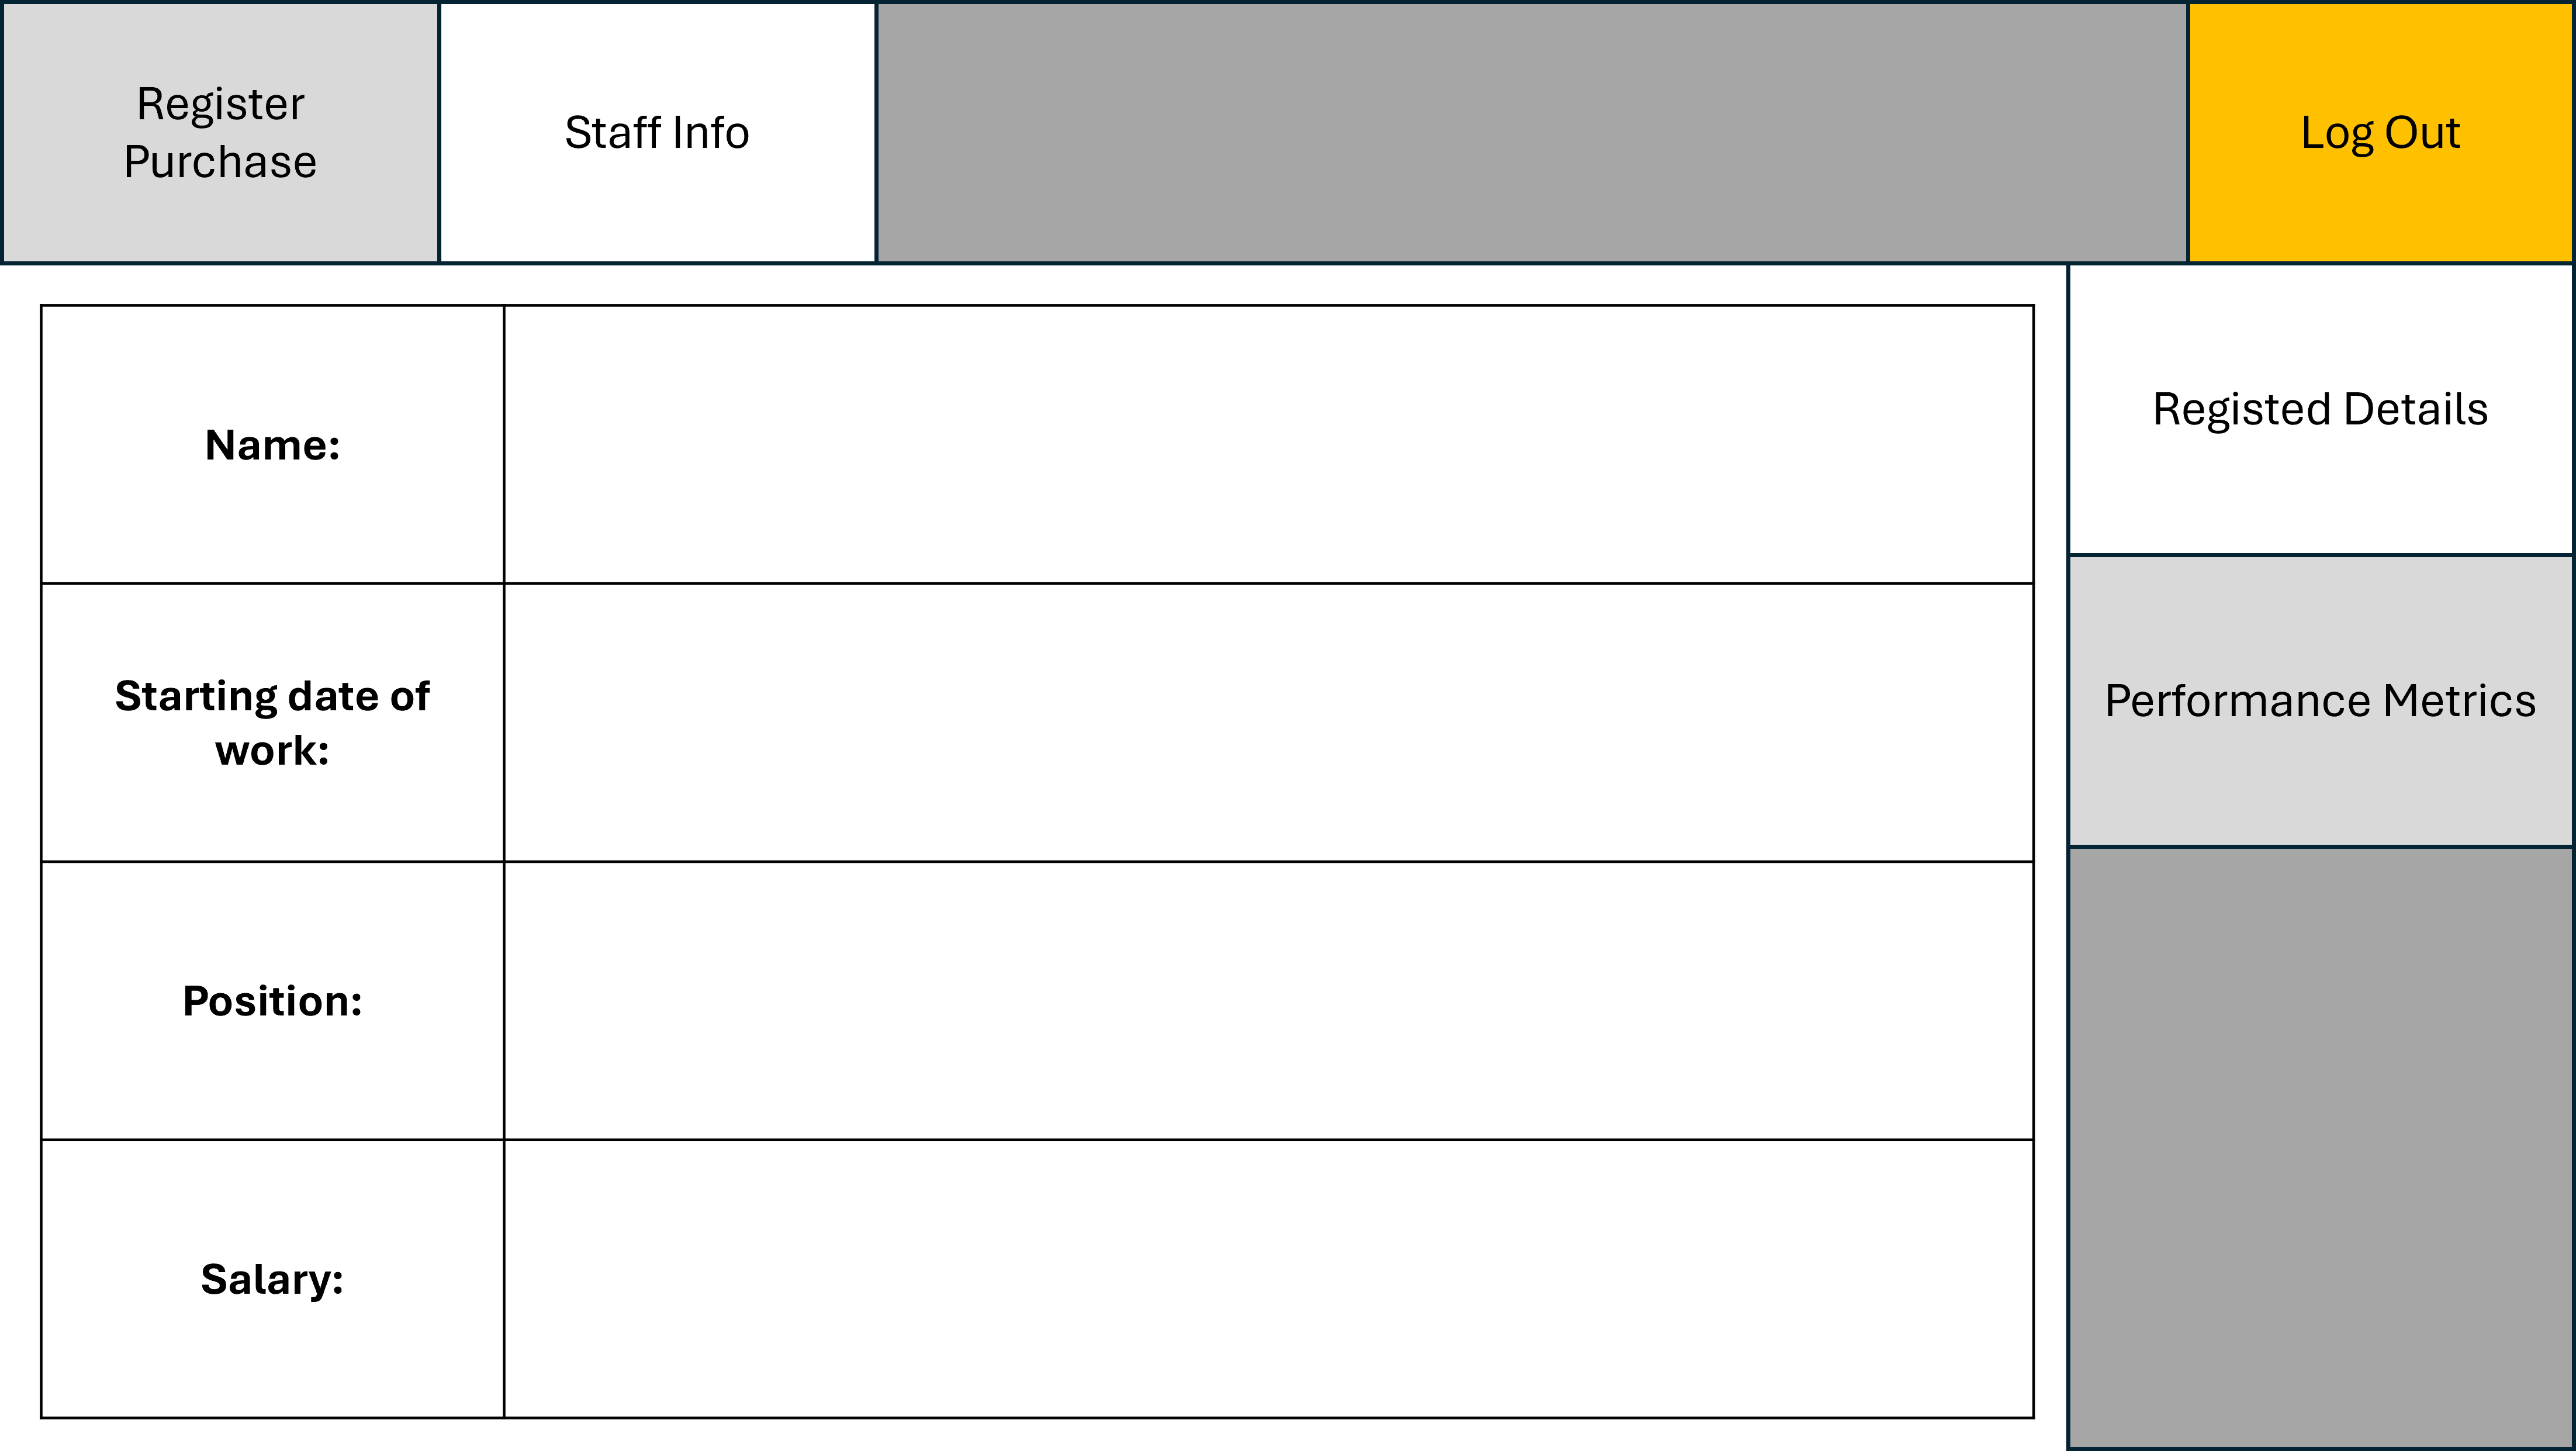 Register
Purchase
Staff Info
Log Out
Name:
Starting date of
work:
Position:
Salary:
Registed Details
Performance Metrics